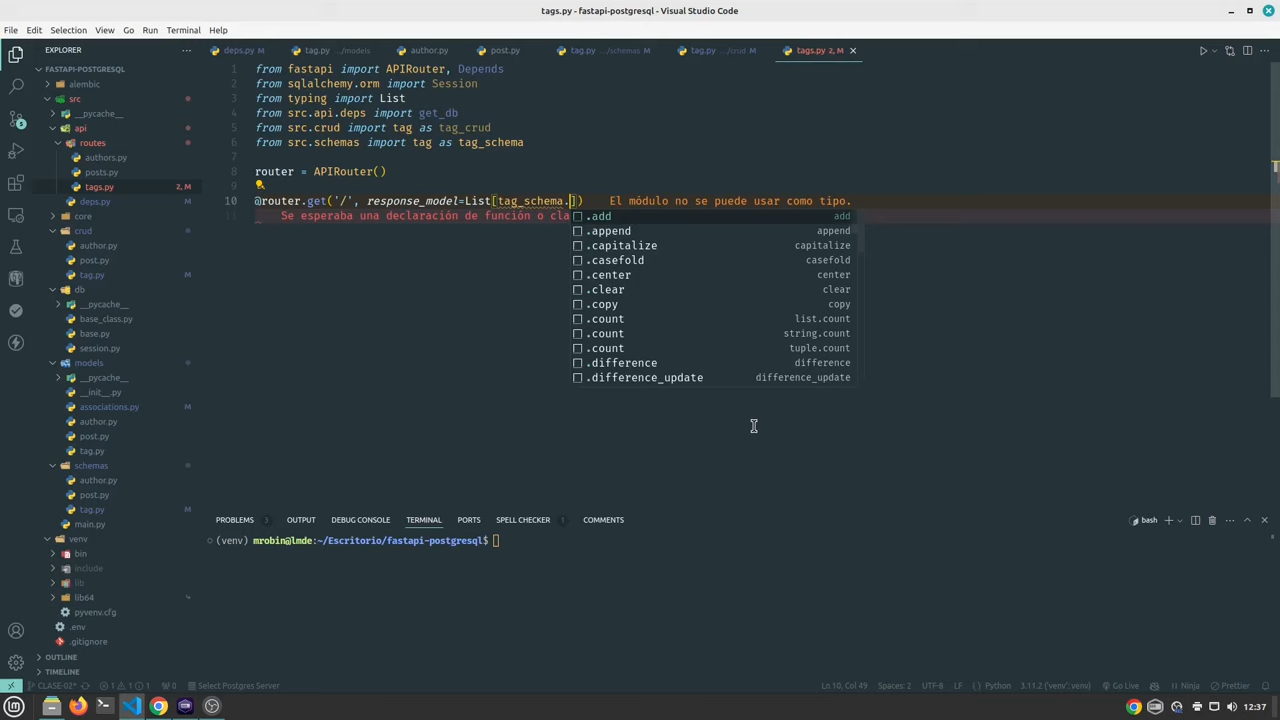 tags.py - fastapi-postgresql - Visual Studio Code
File Edit Selection View Go Run Terminal Help
EXPLORER
FASTAPI-POSTGRESQL
alembic
src
__pycache__
api
routes
authors.py
posts.py
tags.py 2, M
deps.py M
core
crud
author.py
post.py
tag.py M
db
__pycache__
base_class.py
base.py
session.py
models
__pycache__
__init__.py
associations.py M
author.py
post.py
tag.py
schemas
author.py
post.py
tag.py M
main.py
venv
bin
include
lib
lib64
pyvenv.cfg
.env
.gitignore
OUTLINE
TIMELINE
deps.py M tag.py .../models author.py post.py tag.py .../schemas M tag.py .../crud M tags.py 2, M
1 from fastapi import APIRouter, Depends
2 from sqlalchemy.orm import Session
3 from typing import List
4 from src.api.deps import get_db
5 from src.crud import tag as tag_crud
6 from src.schemas import tag as tag_schema
7
8 router = APIRouter()
9
10 @router.get('/', response_model=List[tag_schema.]) El módulo no se puede usar como tipo.
11 Se esperaba una declaración de función o cla
.add add
.append append
.capitalize capitalize
.casefold casefold
.center center
.clear clear
.copy copy
.count list.count
.count string.count
.count tuple.count
.difference difference
.difference_update difference_update
PROBLEMS 3 OUTPUT DEBUG CONSOLE TERMINAL PORTS SPELL CHECKER 1 COMMENTS
bash
(venv) mrobin@lmde:~/Escritorio/fastapi-postgresql$
CLASE-02* 1 1 1 0 Select Postgres Server Ln 10, Col 49 Spaces: 2 UTF-8 LF Python 3.11.2 ('venv': venv) Go Live Ninja Prettier
12:37